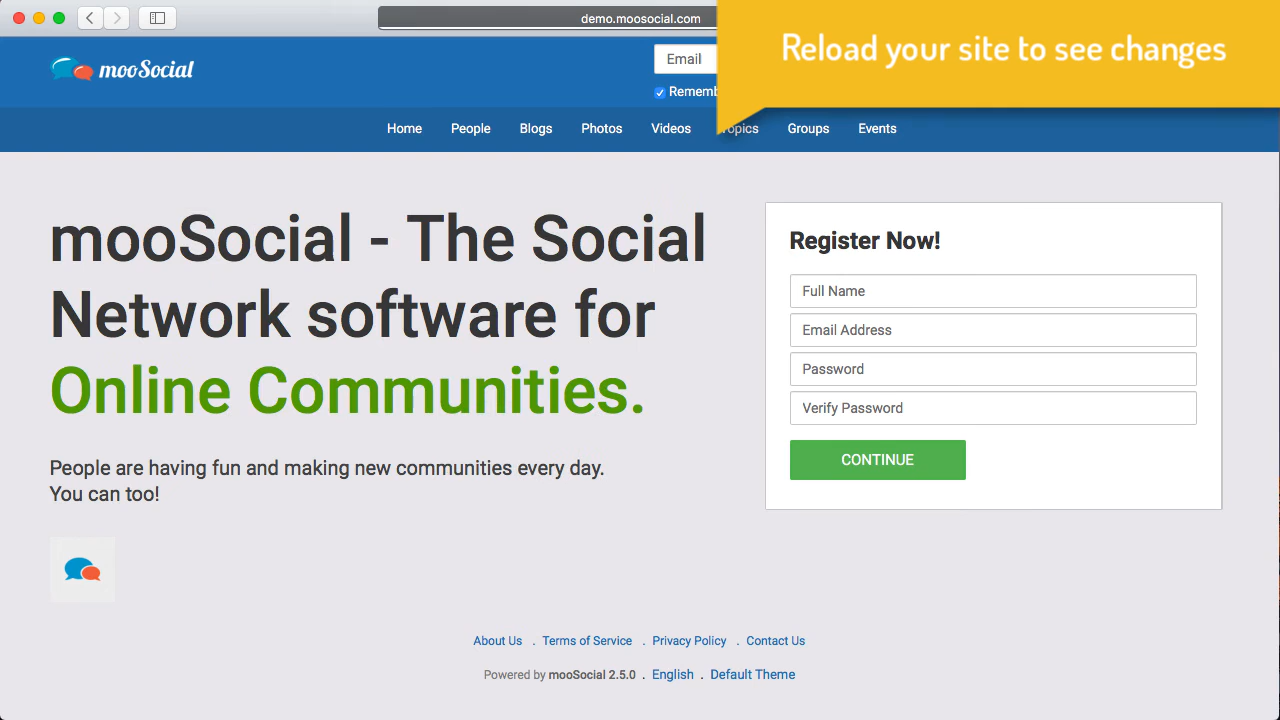 demo.moosocial.com
Reload your site to see changes
mooSocial
Email
Home People Blogs Photos Videos Topics Groups Events
mooSocial - The Social
Network software for
Online Communities.
People are having fun and making new communities every day.
You can too!
Register Now!
Full Name
Email Address
Password
Verify Password
CONTINUE
About Us . Terms of Service . Privacy Policy . Contact Us
Powered by mooSocial 2.5.0 . English . Default Theme